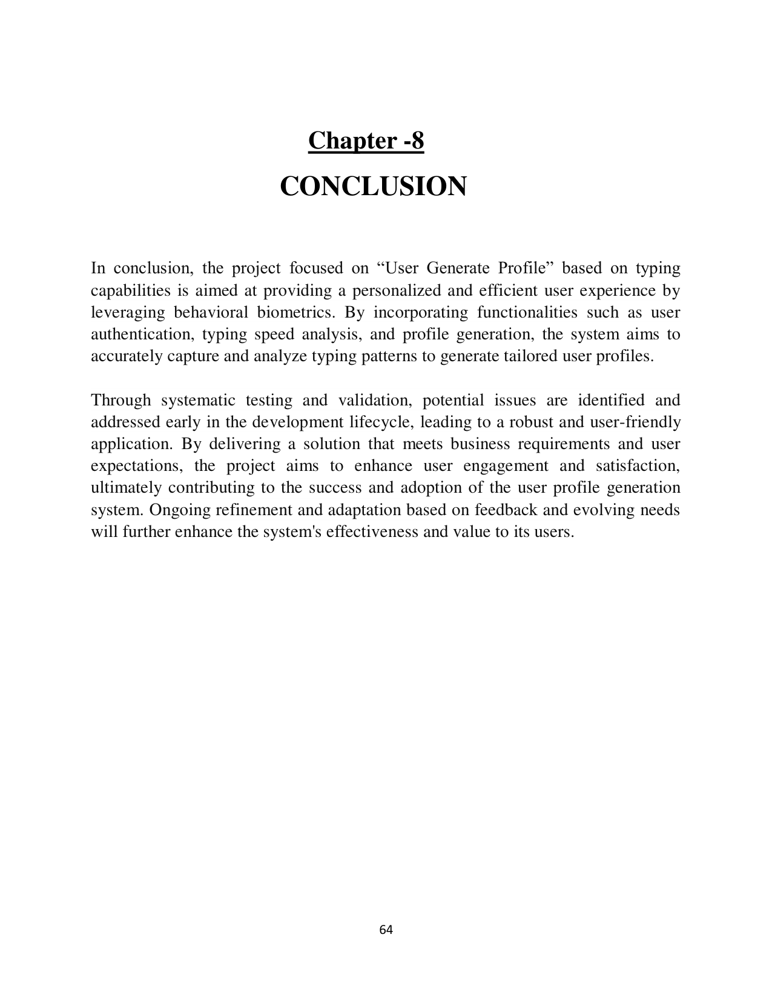 Chapter -8
CONCLUSION
In conclusion, the project focused on “User Generate Profile” based on typing
capabilities is aimed at providing a personalized and efficient user experience by
leveraging behavioral biometrics. By incorporating functionalities such as user
authentication, typing speed analysis, and profile generation, the system aims to
accurately capture and analyze typing patterns to generate tailored user profiles.
Through systematic testing and validation, potential issues are identified and
addressed early in the development lifecycle, leading to a robust and user-friendly
application. By delivering a solution that meets business requirements and user
expectations, the project aims to enhance user engagement and satisfaction,
ultimately contributing to the success and adoption of the user profile generation
system. Ongoing refinement and adaptation based on feedback and evolving needs
will further enhance the system's effectiveness and value to its users.
64